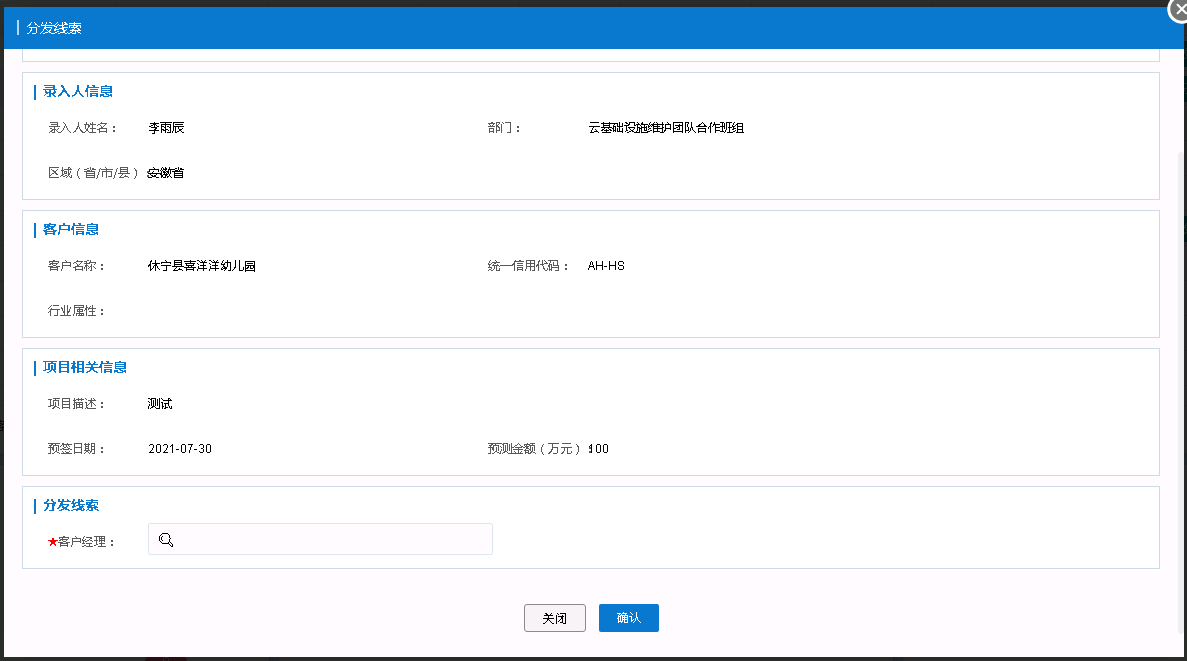 分发线索
录入人信息
录入人姓名： 李雨辰 部门： 云基础设施维护团队合作班组
区域（省/市/县） 安徽省
客户信息
客户名称： 休宁县喜洋洋幼儿园 统一信用代码： AH-HS
行业属性：
项目相关信息
项目描述： 测试
预签日期： 2021-07-30 预测金额（万元）：100
分发线索
★客户经理：
关闭 确认